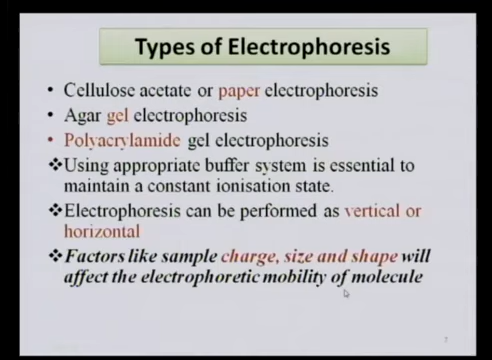 Types of Electrophoresis
• Cellulose acetate or paper electrophoresis
• Agar gel electrophoresis
• Polyacrylamide gel electrophoresis
❖Using appropriate buffer system is essential to
maintain a constant ionisation state.
❖Electrophoresis can be performed as vertical or
horizontal
❖Factors like sample charge, size and shape will
affect the electrophoretic mobility of molecule
7